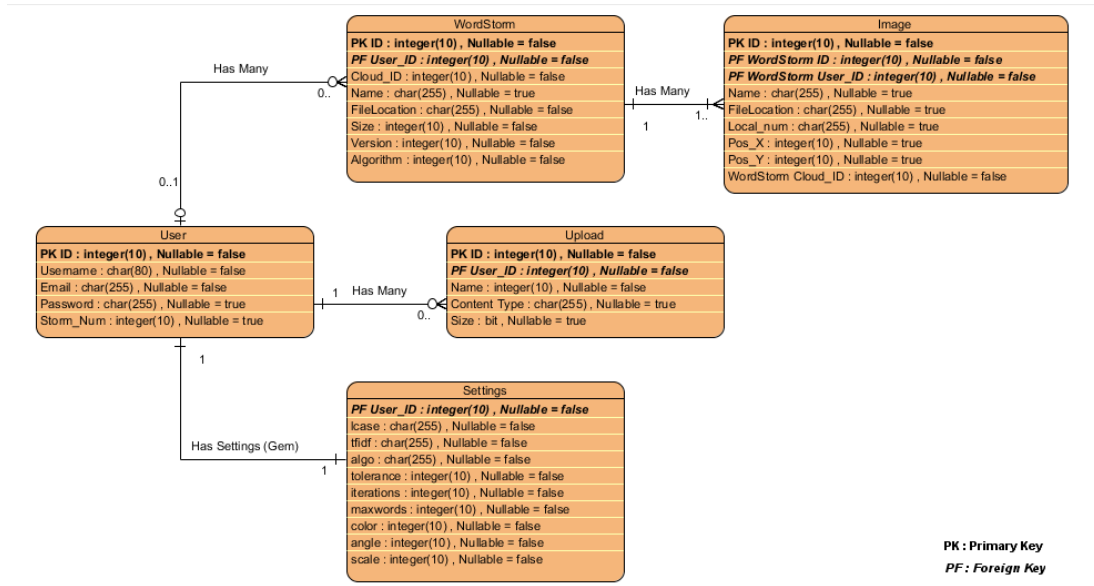 WordStorm
PK ID : integer(10) , Nullable = false
PF User_ID : integer(10) , Nullable = false
Cloud_ID : integer(10) , Nullable = false
Name : char(255) , Nullable = true
FileLocation : char(255) , Nullable = false
Size : integer(10) , Nullable = false
Version : integer(10) , Nullable = false
Algorithm : integer(10) , Nullable = false
Image
PK ID : integer(10) , Nullable = false
PF WordStorm ID : integer(10) , Nullable = false
PF WordStorm User_ID : integer(10) , Nullable = false
Name : char(255) , Nullable = true
FileLocation : char(255) , Nullable = true
Local_num : char(255) , Nullable = true
Pos_X : integer(10) , Nullable = true
Pos_Y : integer(10) , Nullable = true
WordStorm Cloud_ID : integer(10) , Nullable = false
Has Many
0..
0..1
Has Many
1
1..
User
PK ID : integer(10) , Nullable = false
Username : char(80) , Nullable = false
Email : char(255) , Nullable = false
Password : char(255) , Nullable = true
Storm_Num : integer(10) , Nullable = true
1
Has Many
0..
Upload
PK ID : integer(10) , Nullable = false
PF User_ID : integer(10) , Nullable = false
Name : integer(10) , Nullable = false
Content Type : char(255) , Nullable = true
Size : bit , Nullable = true
1
Has Settings (Gem)
1
Settings
PF User_ID : integer(10) , Nullable = false
lcase : char(255) , Nullable = false
tfidf : char(255) , Nullable = false
algo : char(255) , Nullable = false
tolerance : integer(10) , Nullable = false
iterations : integer(10) , Nullable = false
maxwords : integer(10) , Nullable = false
color : integer(10) , Nullable = false
angle : integer(10) , Nullable = false
scale : integer(10) , Nullable = false
PK : Primary Key
PF : Foreign Key